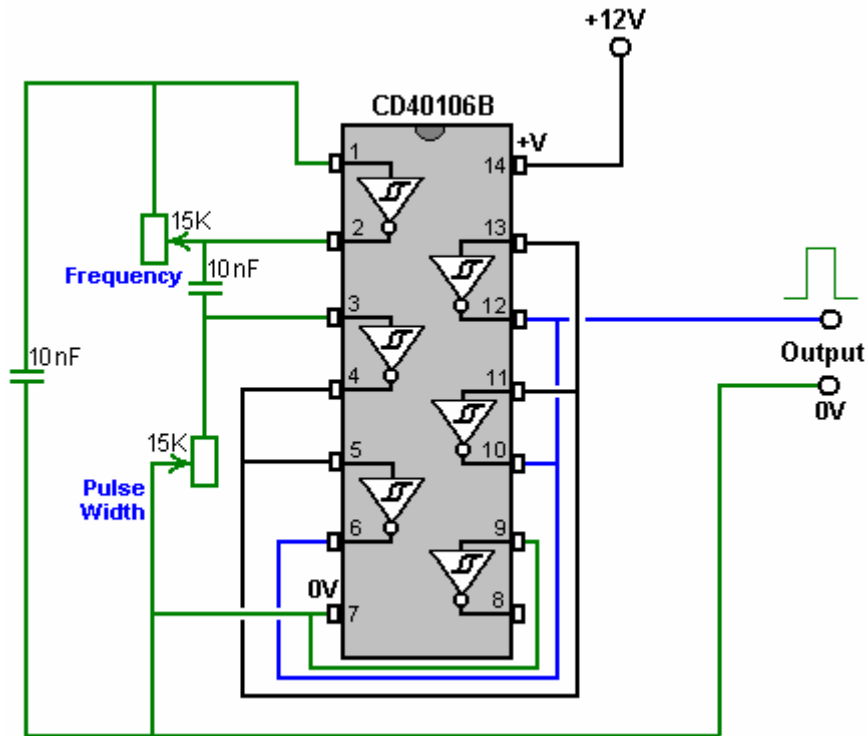 +12V
CD40106B
+V
1
14
15K
2
13
Frequency
10nF
3
12
10nF
4
11
Output
0V
15K
5
10
Pulse
Width
6
9
0V
7
8